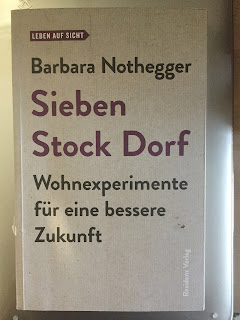 LEBEN AUF SICHT
Barbara Nothegger
Sieben
Stock Dorf
Wohnexperimente
für eine bessere
Zukunft
Residenz Verlag